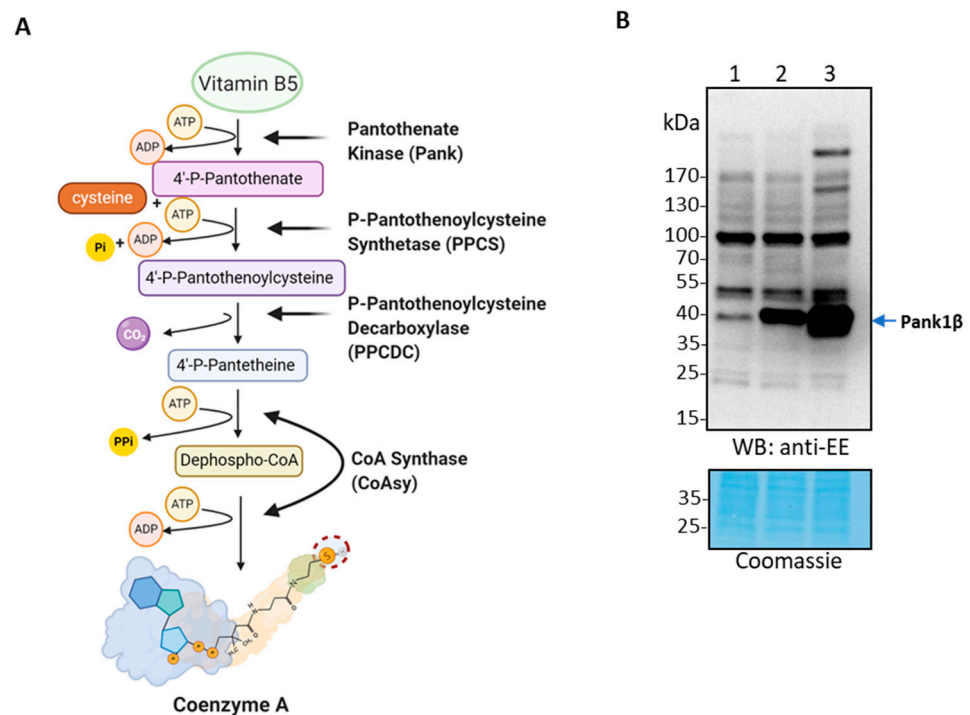 A
Vitamin B5
ATP
ADP
Pantothenate
Kinase (Pank)
4'-P-Pantothenate
cysteine
+
ATP
Pi
+
ADP
P-Pantothenoylcysteine
Synthetase (PPCS)
4'-P-Pantothenoylcysteine
CO2
P-Pantothenoylcysteine
Decarboxylase
(PPCDC)
4'-P-Pantetheine
ATP
PPi
Dephospho-CoA
CoA Synthase
(CoAsy)
ATP
ADP
S
H
N
O
H
N
O
H3C
CH3
O
P
P
P
Coenzyme A
B
1 2 3
kDa
170-
130-
100-
70-
55-
40-
35-
25-
15-
Pank1β
WB: anti-EE
35-
25-
Coomassie